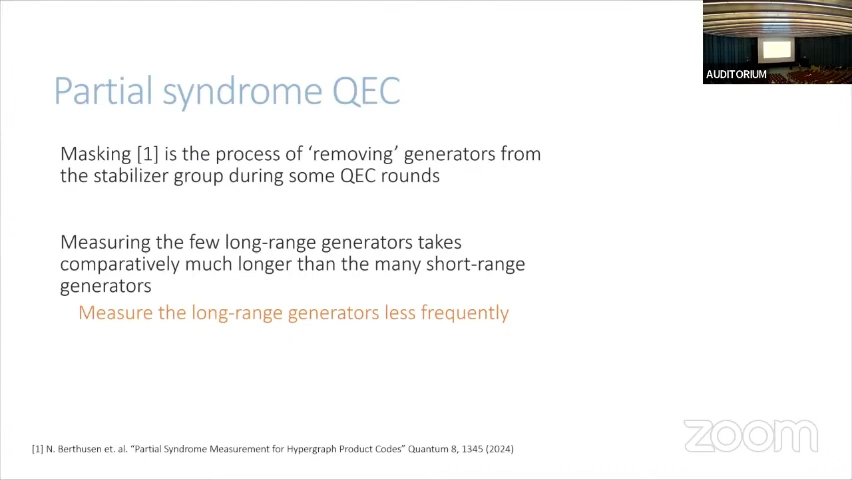 AUDITORIUM
Partial syndrome QEC
Masking [1] is the process of ‘removing’ generators from
the stabilizer group during some QEC rounds
Measuring the few long-range generators takes
comparatively much longer than the many short-range
generators
Measure the long-range generators less frequently
[1] N. Berthusen et. al. “Partial Syndrome Measurement for Hypergraph Product Codes” Quantum 8, 1345 (2024)
zoom